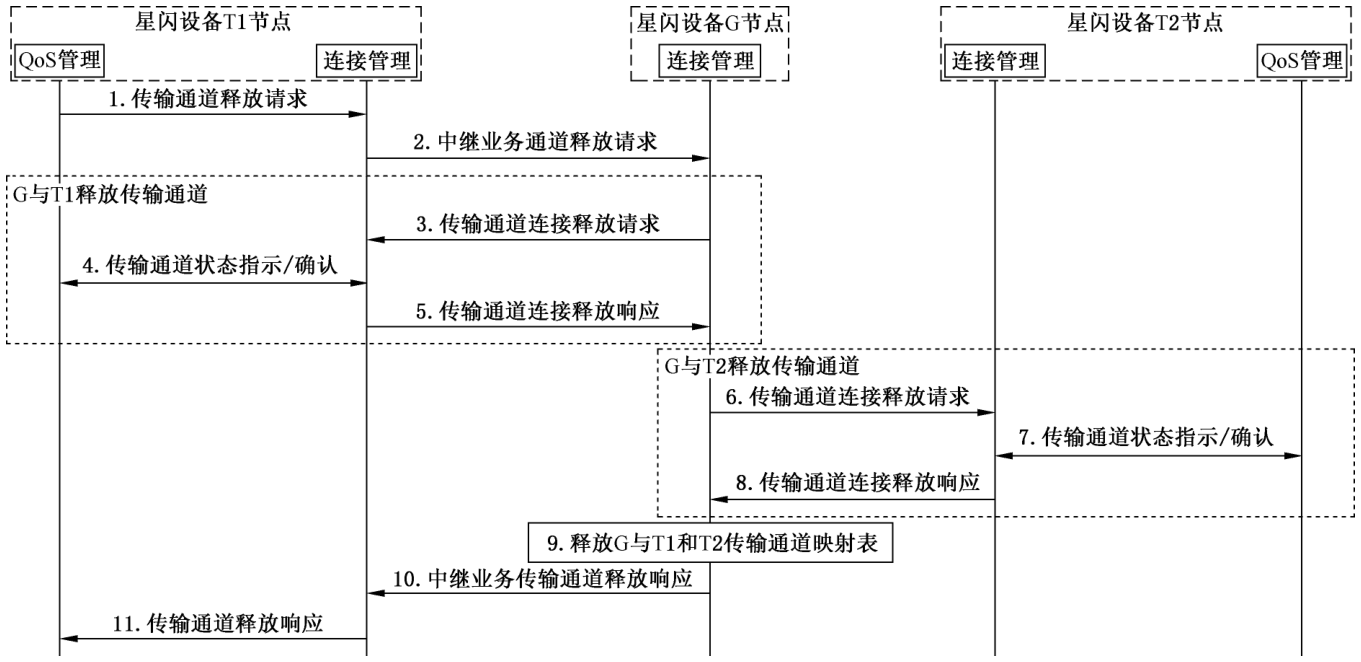 星闪设备T1节点
星闪设备G节点
星闪设备T2节点
QoS管理
连接管理
连接管理
连接管理
QoS管理
1.传输通道释放请求
2.中继业务通道释放请求
G与T1释放传输通道
3.传输通道连接释放请求
4.传输通道状态指示/确认
5.传输通道连接释放响应
G与T2释放传输通道
6.传输通道连接释放请求
7.传输通道状态指示/确认
8.传输通道连接释放响应
9.释放G与T1和T2传输通道映射表
10.中继业务传输通道释放响应
11.传输通道释放响应